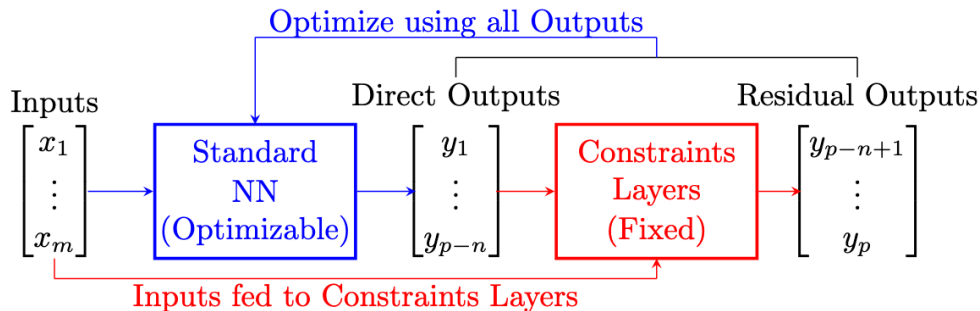 Optimize using all Outputs
Inputs
Direct Outputs
Residual Outputs
x_1
⋮
x_m
Standard
NN
(Optimizable)
y_1
⋮
y_{p-n}
Constraints
Layers
(Fixed)
y_{p-n+1}
⋮
y_p
Inputs fed to Constraints Layers